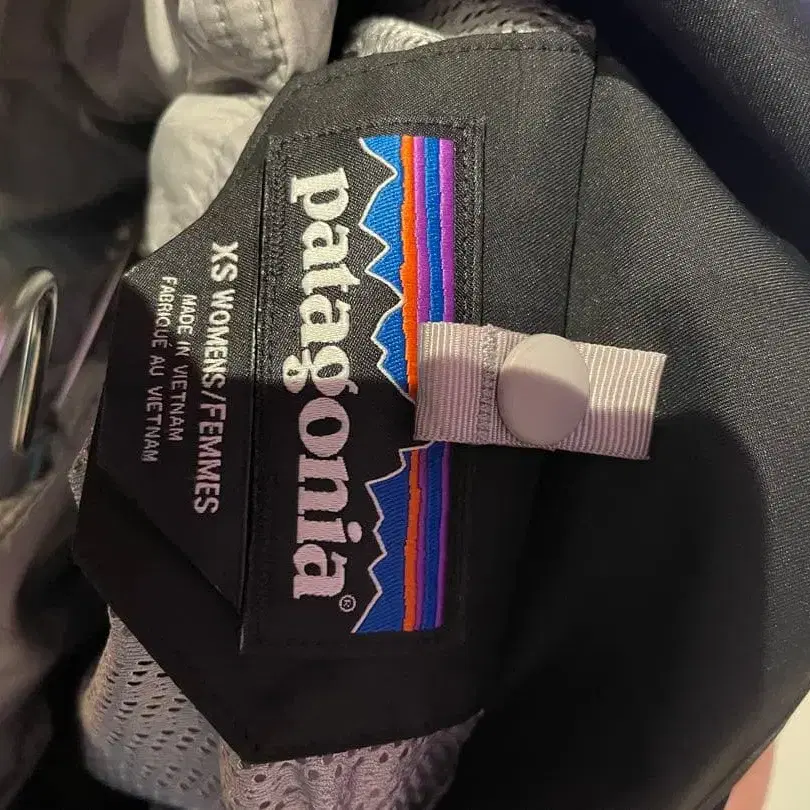 patagonia®
XS WOMENS/FEMMES
MADE IN VIETNAM
FABRIQUÉ AU VIETNAM